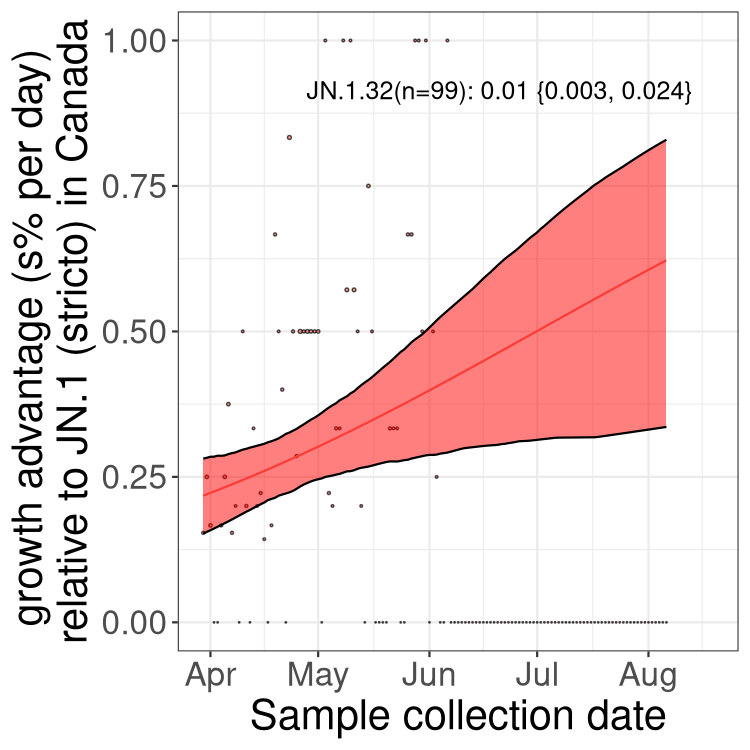 growth advantage (s% per day)
relative to JN.1 (stricto) in Canada
1.00
0.75
0.50
0.25
0.00
JN.1.32(n=99): 0.01 {0.003, 0.024}
Apr May Jun Jul Aug
Sample collection date